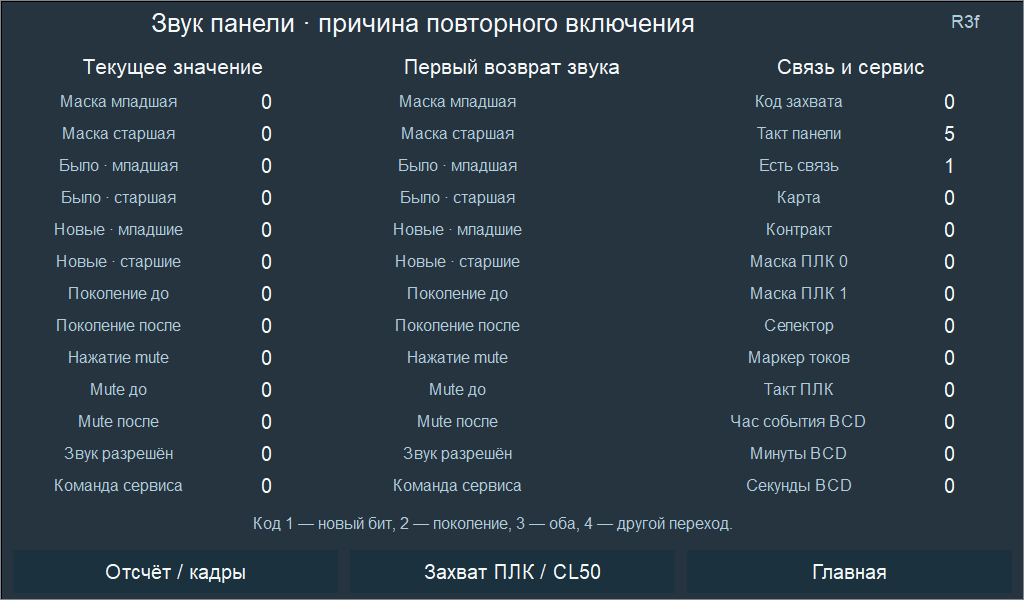 Звук панели · причина повторного включения R3f
Текущее значение Первый возврат звука Связь и сервис
Маска младшая 0 Маска младшая Код захвата 0
Маска старшая 0 Маска старшая Такт панели 5
Было · младшая 0 Было · младшая Есть связь 1
Было · старшая 0 Было · старшая Карта 0
Новые · младшие 0 Новые · младшие Контракт 0
Новые · старшие 0 Новые · старшие Маска ПЛК 0 0
Поколение до 0 Поколение до Маска ПЛК 1 0
Поколение после 0 Поколение после Селектор 0
Нажатие mute 0 Нажатие mute Маркер токов 0
Mute до 0 Mute до Такт ПЛК 0
Mute после 0 Mute после Час события BCD 0
Звук разрешён 0 Звук разрешён Минуты BCD 0
Команда сервиса 0 Команда сервиса Секунды BCD 0
Код 1 — новый бит, 2 — поколение, 3 — оба, 4 — другой переход.
Отсчёт / кадры Захват ПЛК / CL50 Главная